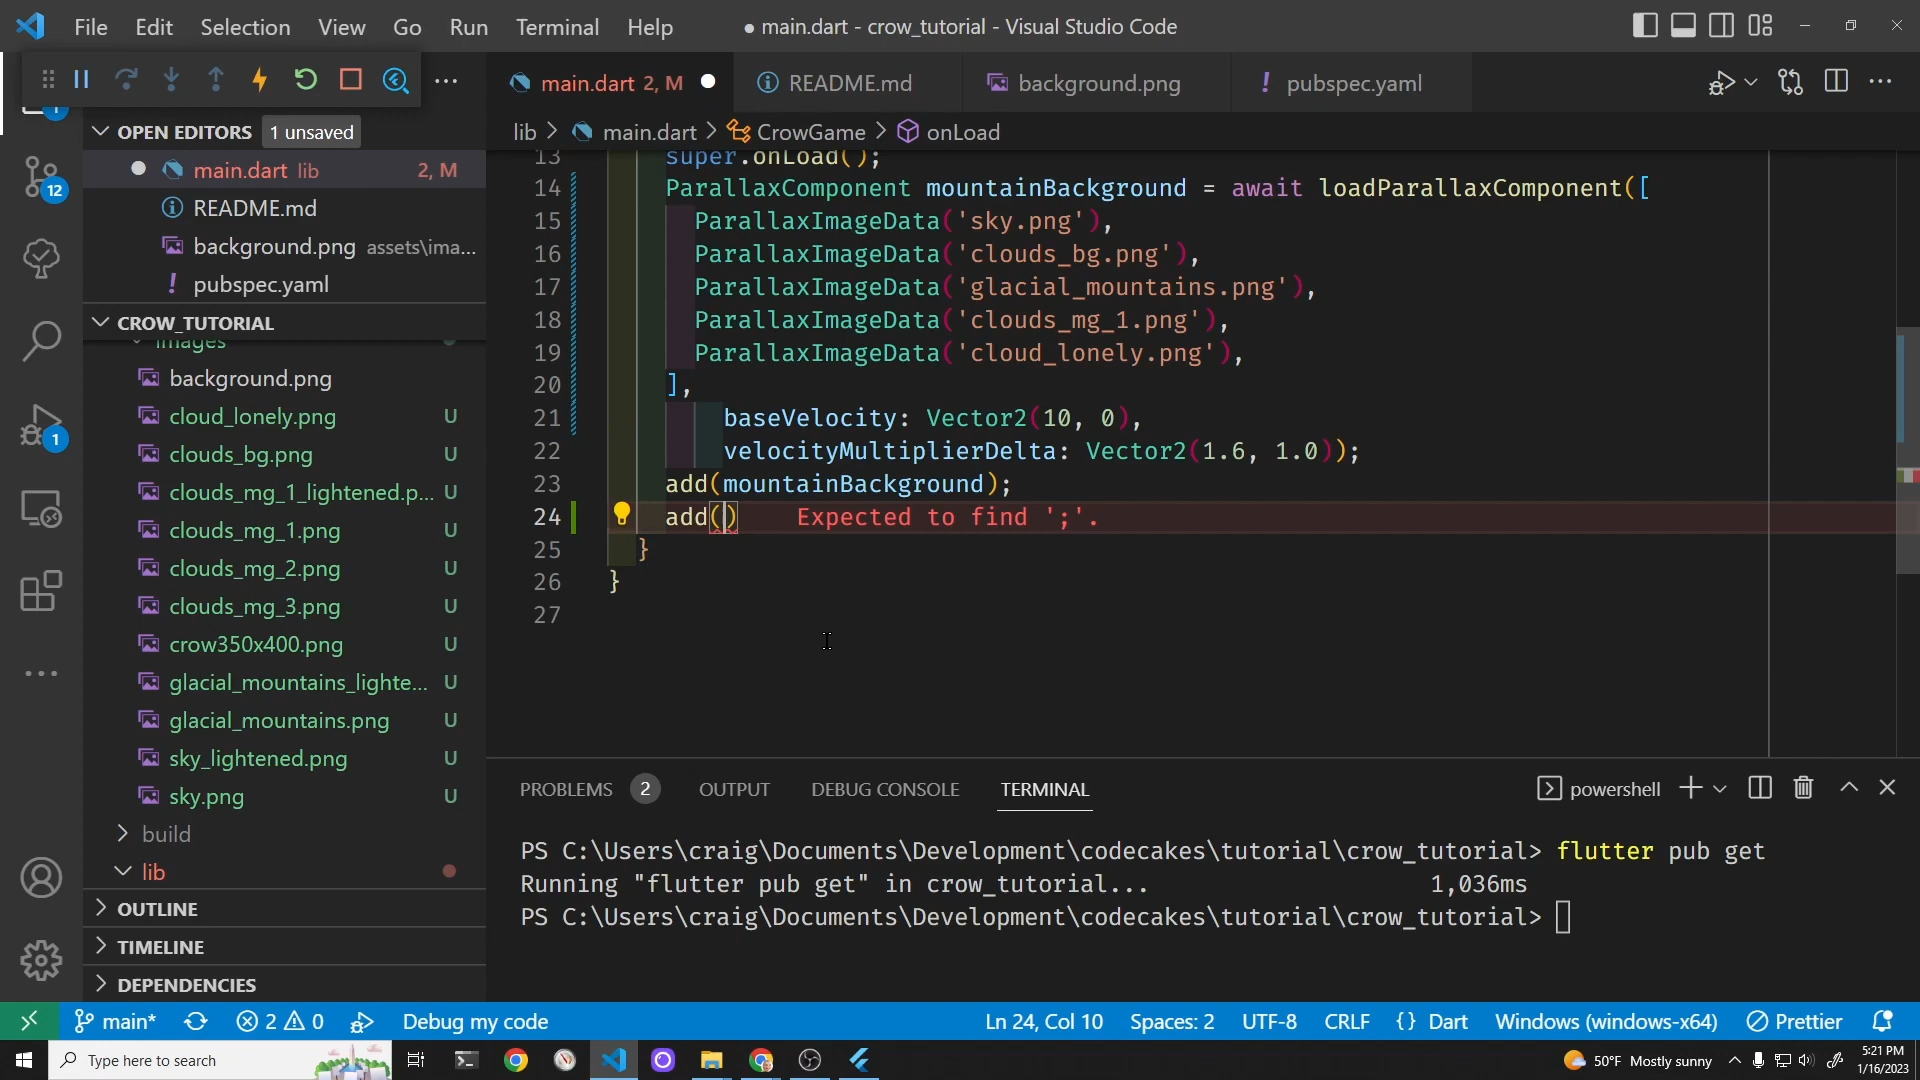 File Edit Selection View Go Run Terminal Help
● main.dart - crow_tutorial - Visual Studio Code
main.dart 2, M
README.md
background.png
pubspec.yaml
OPEN EDITORS 1 unsaved
main.dart lib 2, M
README.md
background.png assets\ima...
pubspec.yaml
CROW_TUTORIAL
images
background.png
cloud_lonely.png U
clouds_bg.png U
clouds_mg_1_lightened.p... U
clouds_mg_1.png U
clouds_mg_2.png U
clouds_mg_3.png U
crow350x400.png U
glacial_mountains_lighte... U
glacial_mountains.png U
sky_lightened.png U
sky.png U
build
lib
OUTLINE
TIMELINE
DEPENDENCIES
1
12
1
lib > main.dart > CrowGame > onLoad
13 super.onLoad();
14 ParallaxComponent mountainBackground = await loadParallaxComponent([
15 ParallaxImageData('sky.png'),
16 ParallaxImageData('clouds_bg.png'),
17 ParallaxImageData('glacial_mountains.png'),
18 ParallaxImageData('clouds_mg_1.png'),
19 ParallaxImageData('cloud_lonely.png'),
20 ],
21 baseVelocity: Vector2(10, 0),
22 velocityMultiplierDelta: Vector2(1.6, 1.0));
23 add(mountainBackground);
24 add() Expected to find ';'.
25 }
26 }
27
PROBLEMS 2 OUTPUT DEBUG CONSOLE TERMINAL
powershell
PS C:\Users\craig\Documents\Development\codecakes\tutorial\crow_tutorial> flutter pub get
Running "flutter pub get" in crow_tutorial... 1,036ms
PS C:\Users\craig\Documents\Development\codecakes\tutorial\crow_tutorial>
main* 2 0 Debug my code Ln 24, Col 10 Spaces: 2 UTF-8 CRLF {} Dart Windows (windows-x64) Prettier
Type here to search
50°F Mostly sunny
5:21 PM
1/16/2023